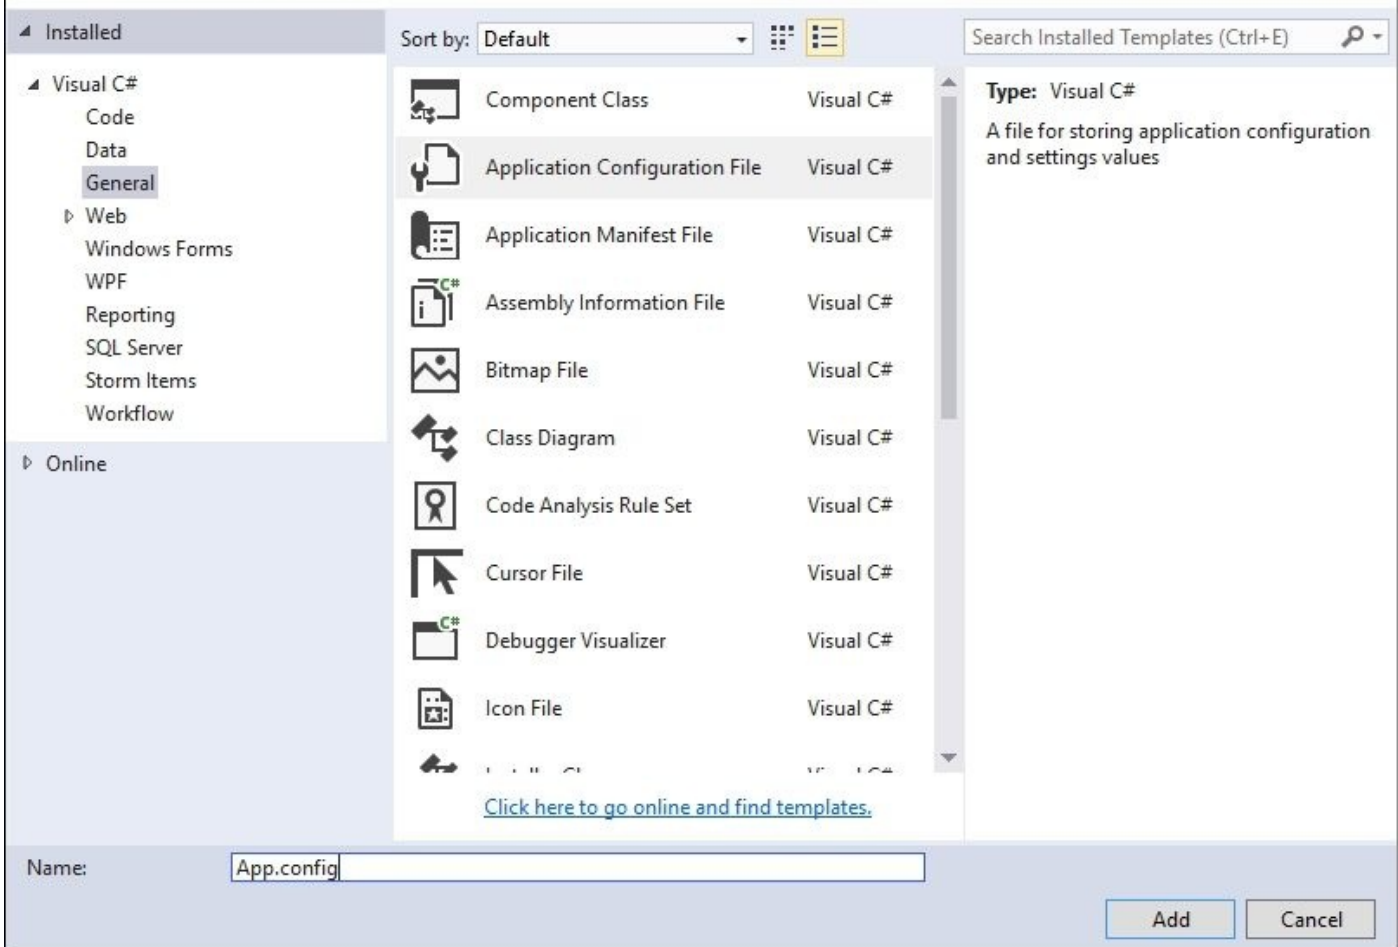 Installed
Visual C#
Code
Data
General
Web
Windows Forms
WPF
Reporting
SQL Server
Storm Items
Workflow
Online
Sort by: Default
Component Class Visual C#
Application Configuration File Visual C#
Application Manifest File Visual C#
C#
Assembly Information File Visual C#
Bitmap File Visual C#
Class Diagram Visual C#
Code Analysis Rule Set Visual C#
Cursor File Visual C#
C#
Debugger Visualizer Visual C#
Icon File Visual C#
Click here to go online and find templates.
Search Installed Templates (Ctrl+E)
Type: Visual C#
A file for storing application configuration
and settings values
Name: App.config
Add Cancel